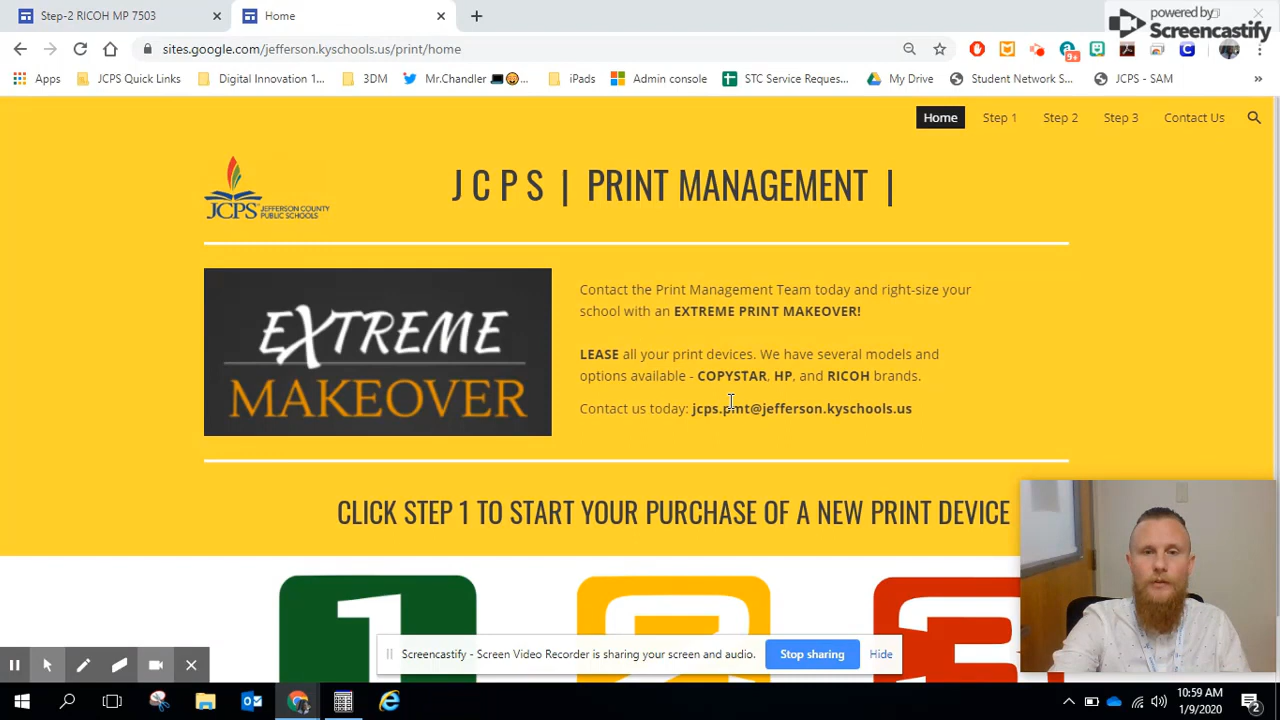 Step-2 RICOH MP 7503
Home
powered by
Screencastify
sites.google.com/jefferson.kyschools.us/print/home
9+
Apps
JCPS Quick Links
Digital Innovation 1...
3DM
Mr.Chandler
iPads
Admin console
STC Service Reques...
My Drive
Student Network S...
JCPS - SAM
»
Home
Step 1
Step 2
Step 3
Contact Us
JCPS
JEFFERSON COUNTY
PUBLIC SCHOOLS
J C P S | PRINT MANAGEMENT |
EXTREME
MAKEOVER
Contact the Print Management Team today and right-size your
school with an EXTREME PRINT MAKEOVER!
LEASE all your print devices. We have several models and
options available - COPYSTAR, HP, and RICOH brands.
Contact us today: jcps.pmt@jefferson.kyschools.us
CLICK STEP 1 TO START YOUR PURCHASE OF A NEW PRINT DEVICE
1
2
3
Screencastify - Screen Video Recorder is sharing your screen and audio.
Stop sharing
Hide
10:59 AM
1/9/2020
2